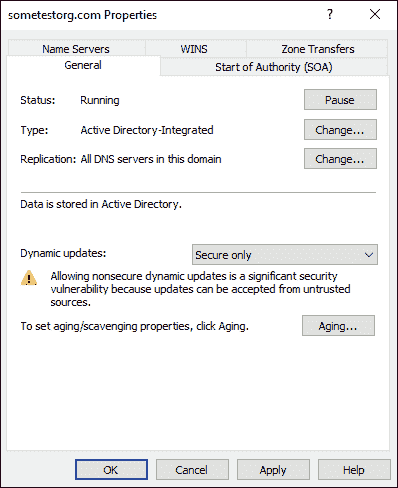 sometestorg.com Properties
?
Name Servers
WINS
Zone Transfers
General
Start of Authority (SOA)
Status:
Running
Pause
Type:
Active Directory-Integrated
Change...
Replication:
All DNS servers in this domain
Change...
Data is stored in Active Directory.
Dynamic updates:
Secure only
Allowing nonsecure dynamic updates is a significant security
vulnerability because updates can be accepted from untrusted
sources.
To set aging/scavenging properties, click Aging.
Aging...
OK
Cancel
Apply
Help